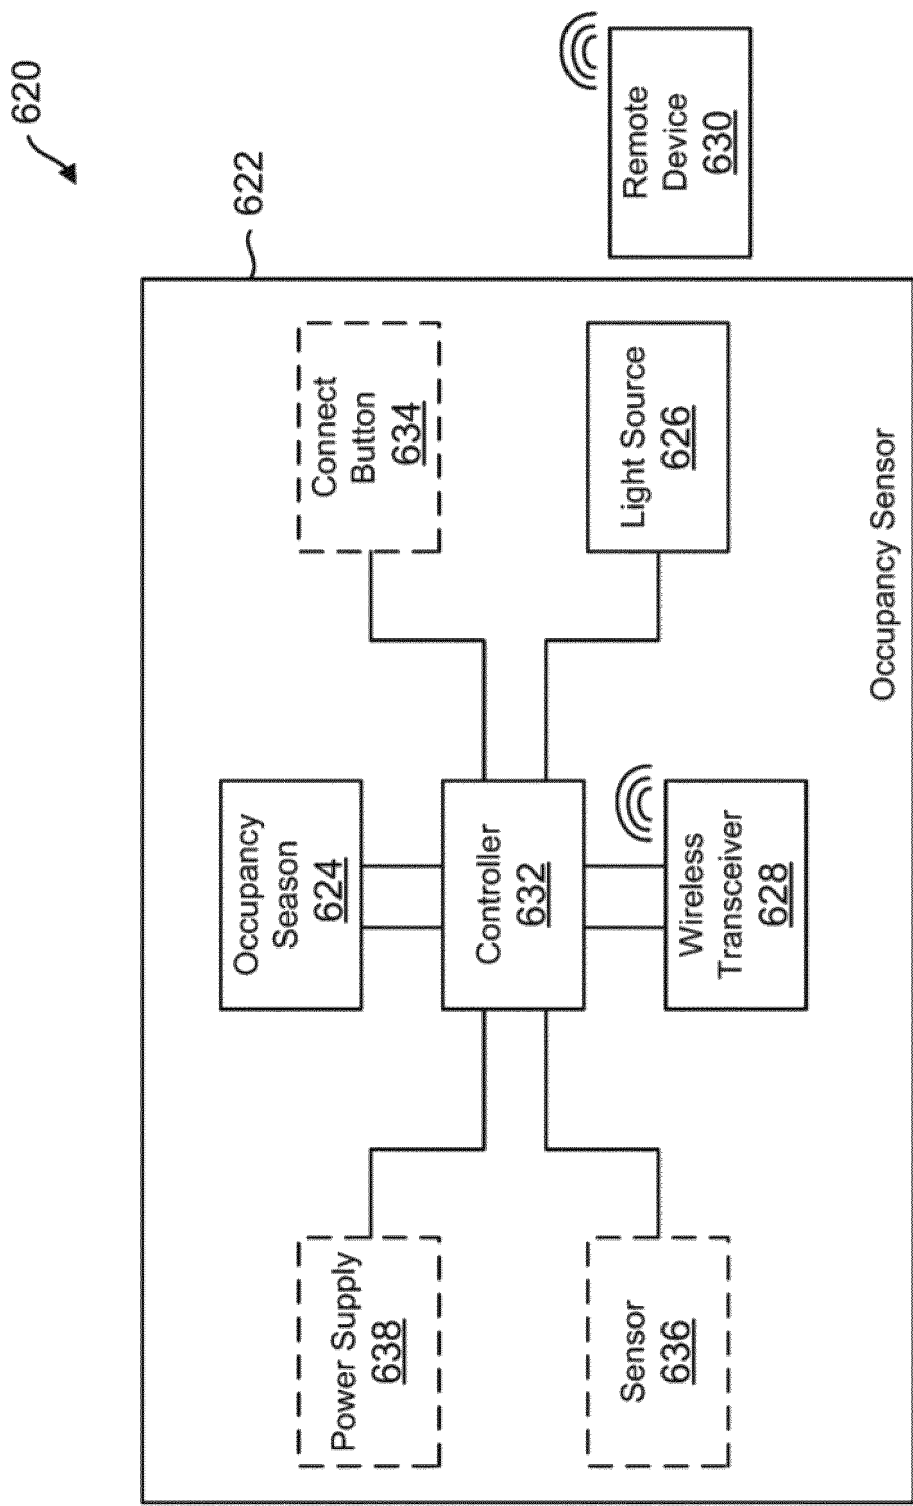 620
622
Power Supply
638
Occupancy
Season
624
Connect
Button
634
Controller
632
Sensor
636
Wireless
Transceiver
628
Light Source
626
Remote
Device
630
Occupancy Sensor